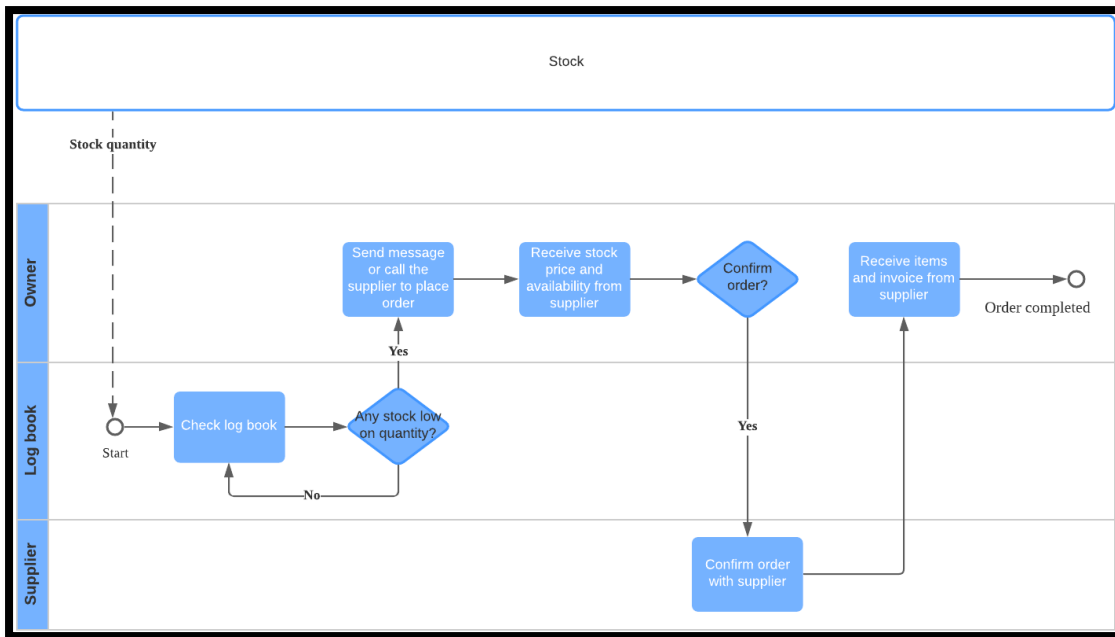 Stock
Stock quantity
Owner
Send message
or call the
supplier to place
order
Receive stock
price and
availability from
supplier
Confirm
order?
Receive items
and invoice from
supplier
Order completed
Yes
Log book
Start
Check log book
Any stock low
on quantity?
No
Yes
Supplier
Confirm order
with supplier